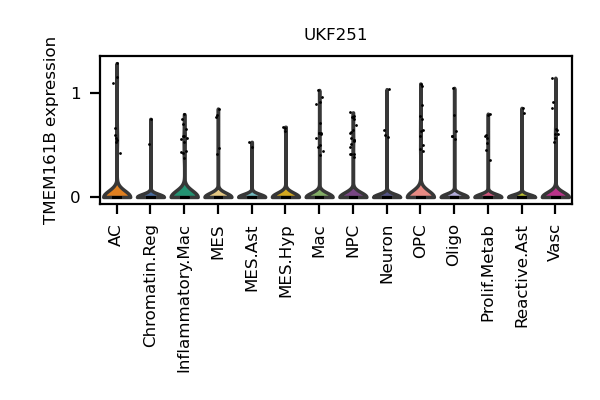 UKF251
TMEM161B expression
1
0
AC
Chromatin.Reg
Inflammatory.Mac
MES
MES.Ast
MES.Hyp
Mac
NPC
Neuron
OPC
Oligo
Prolif.Metab
Reactive.Ast
Vasc